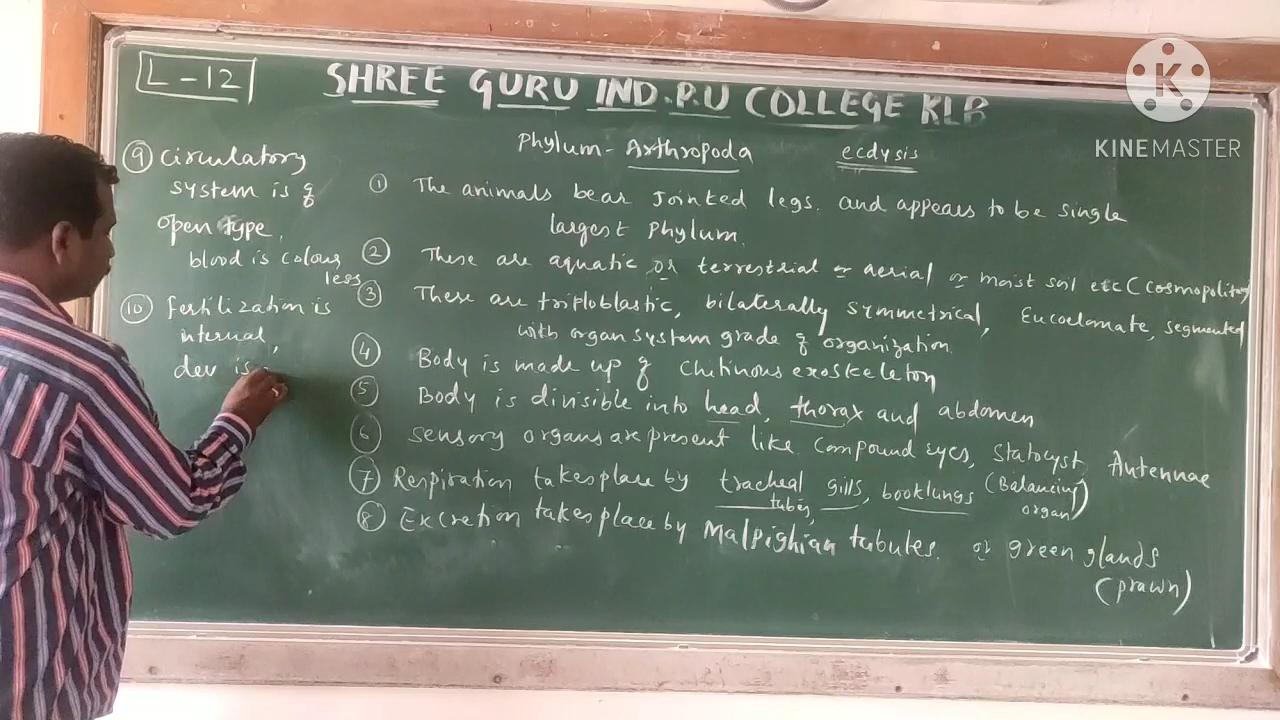 L-12
SHREE GURU IND.P.U COLLEGE KLB
K
KINEMASTER
Phylum - Arthropoda
ecdysis
① The animals bear Jointed legs. and appears to be single
largest Phylum.
② These are aquatic or terrestrial or aerial or moist soil etc (cosmopolitan
③ These are triploblastic, bilaterally symmetrical, Eucoelomate, segmented
with organ system grade of organization
④ Body is made up of Chitinous exoskeleton
⑤ Body is divisible into head, thorax and abdomen
⑥ Sensory organs are present like Compound eyes, Statocyst, Antennae
(Balancing organ)
⑦ Respiration takes place by tracheal tubes, gills, booklungs
⑧ Excretion takes place by Malpighian tubules. or green glands
(prawn)
⑨ Circulatory
system is of
open type,
blood is colour
less
⑩ fertilization is
internal,
dev is